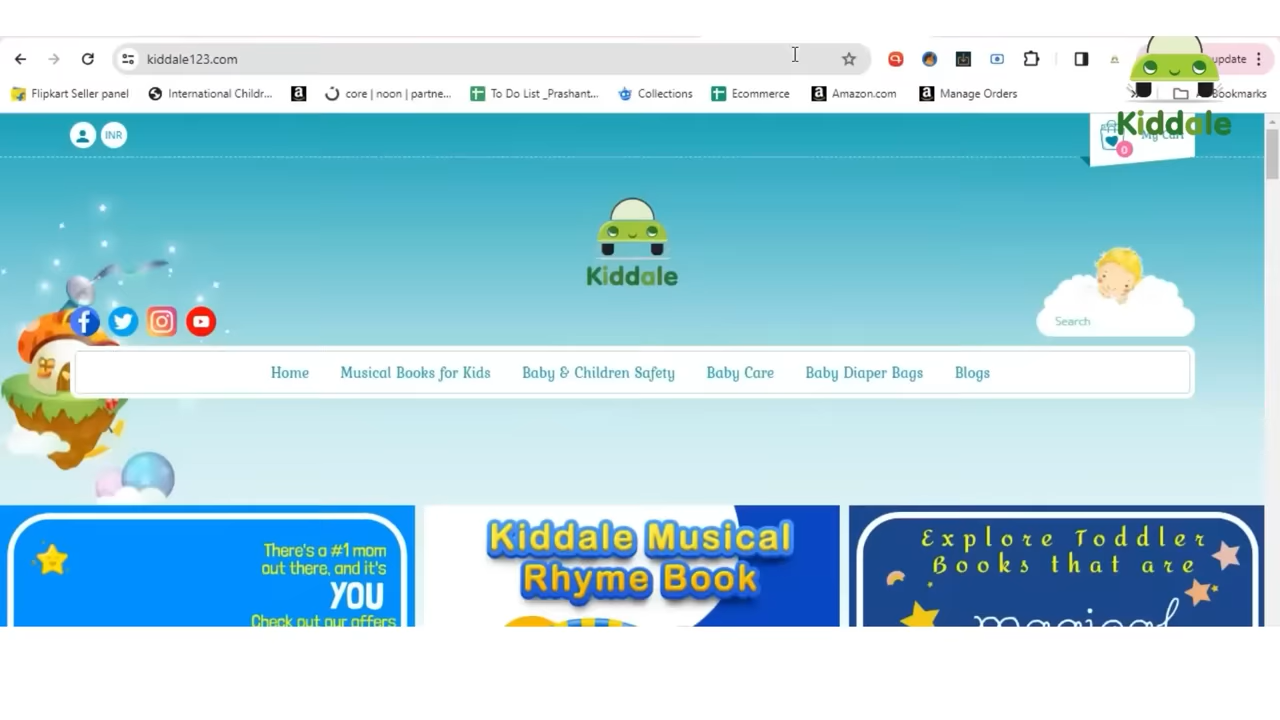 kiddale123.com
update
Flipkart Seller panel
International Childr...
core | noon | partne...
To Do List _Prashant...
Collections
Ecommerce
Amazon.com
Manage Orders
Bookmarks
INR
Kiddale
My Cart
0
Kiddale
Search
Home
Musical Books for Kids
Baby & Children Safety
Baby Care
Baby Diaper Bags
Blogs
There's a #1 mom
out there, and it's
YOU
Check out our offers
Kiddale Musical
Rhyme Book
Explore Toddler
Books that are
magical